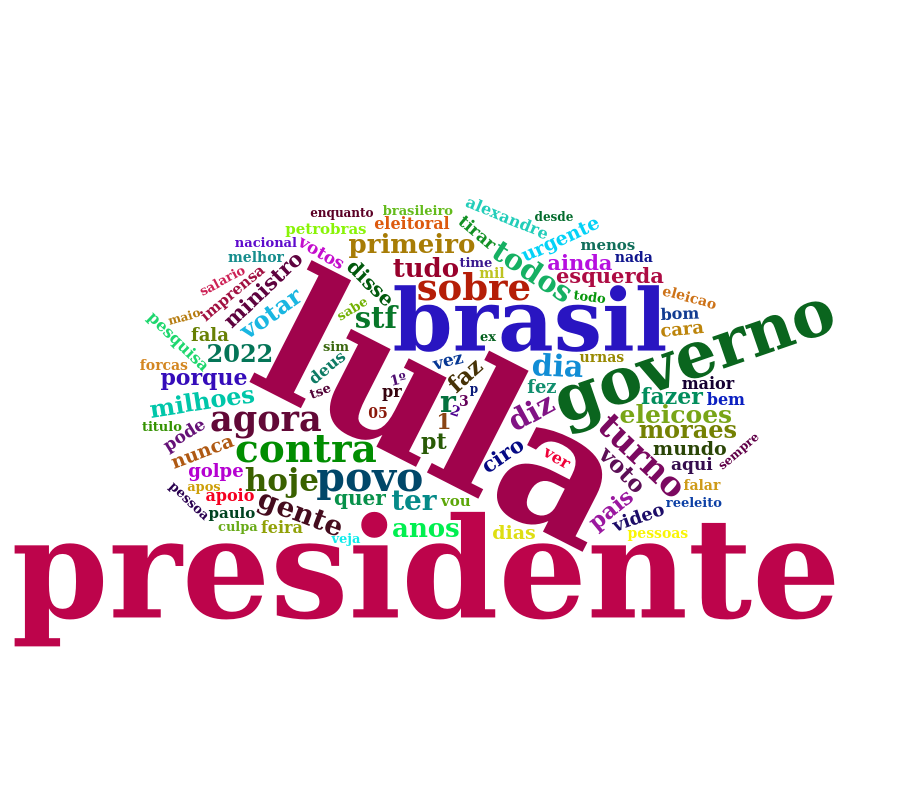 enquanto
brasileiro
alexandre
desde
petrobras
eleitoral
tirar
urgente
nacional
votos
primeiro
time
menos
melhor
disse
tudo
mil
todos
ainda
nada
salario
imprensa
ministro
sobre
esquerda
todo
eleicao
maio
votar
sabe
stf
brasil
bom
cara
pesquisa
fala
2022
sim
ex
urnas
governo
forcas
porque
deus
vez
faz
dia
fez
maior
milhoes
tse
1º
pr
p
fazer
bem
titulo
agora
05
r
3
2
diz
eleicoes
pode
lula
1
turno
moraes
nunca
contra
pt
ciro
ver
voto
mundo
sempre
golpe
hoje
povo
aqui
pessoa
apos
apoio
gente
quer
ter
vou
pais
falar
paulo
reeleito
culpa
feira
veja
anos
dias
video
pessoas
presidente